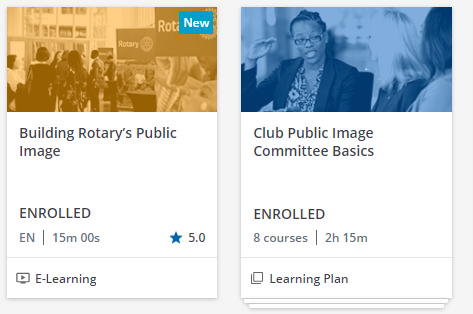 New
Rotary
Rotary
Building Rotary's Public
Image
ENROLLED
EN | 15m 00s
5.0
E-Learning
Club Public Image
Committee Basics
ENROLLED
8 courses | 2h 15m
Learning Plan